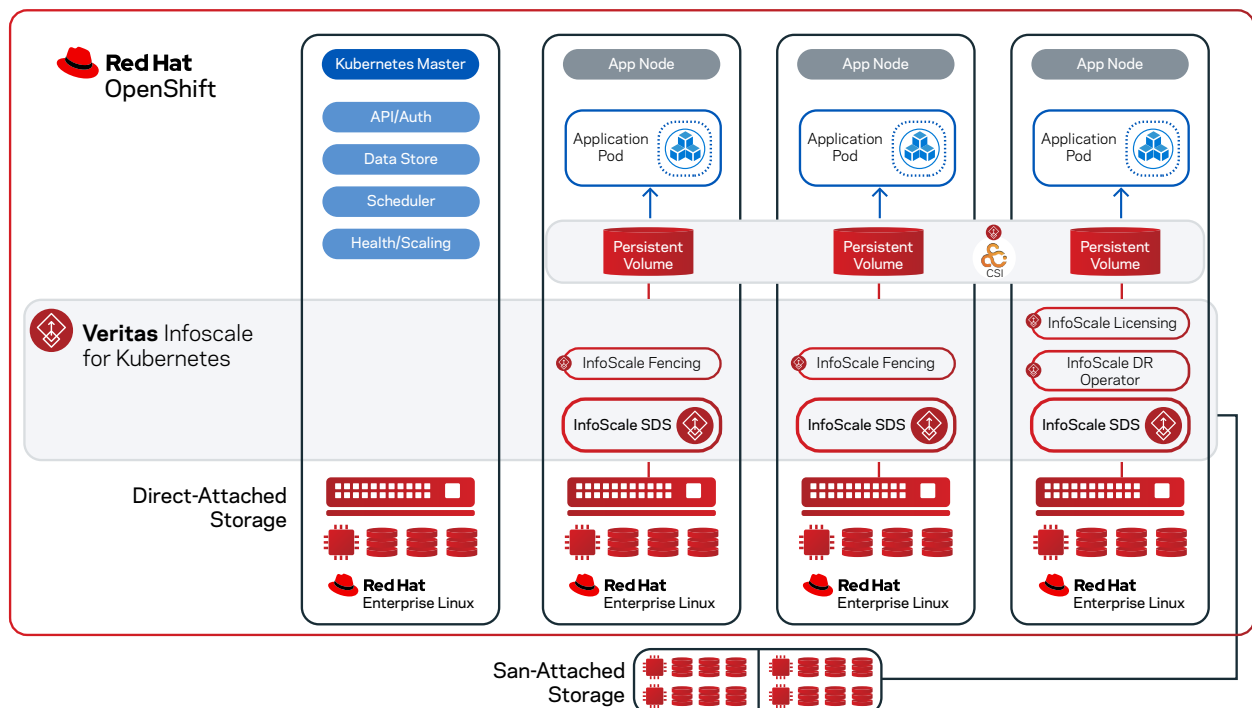 Red Hat
OpenShift
Kubernetes Master
API/Auth
Data Store
Scheduler
Health/Scaling
App Node
Application
Pod
App Node
Application
Pod
App Node
Application
Pod
Persistent
Volume
Persistent
Volume
CSI
Persistent
Volume
Veritas Infoscale
for Kubernetes
InfoScale Fencing
InfoScale SDS
InfoScale Fencing
InfoScale SDS
InfoScale Licensing
InfoScale DR
Operator
InfoScale SDS
Direct-Attached
Storage
Red Hat
Enterprise Linux
Red Hat
Enterprise Linux
Red Hat
Enterprise Linux
Red Hat
Enterprise Linux
San-Attached
Storage